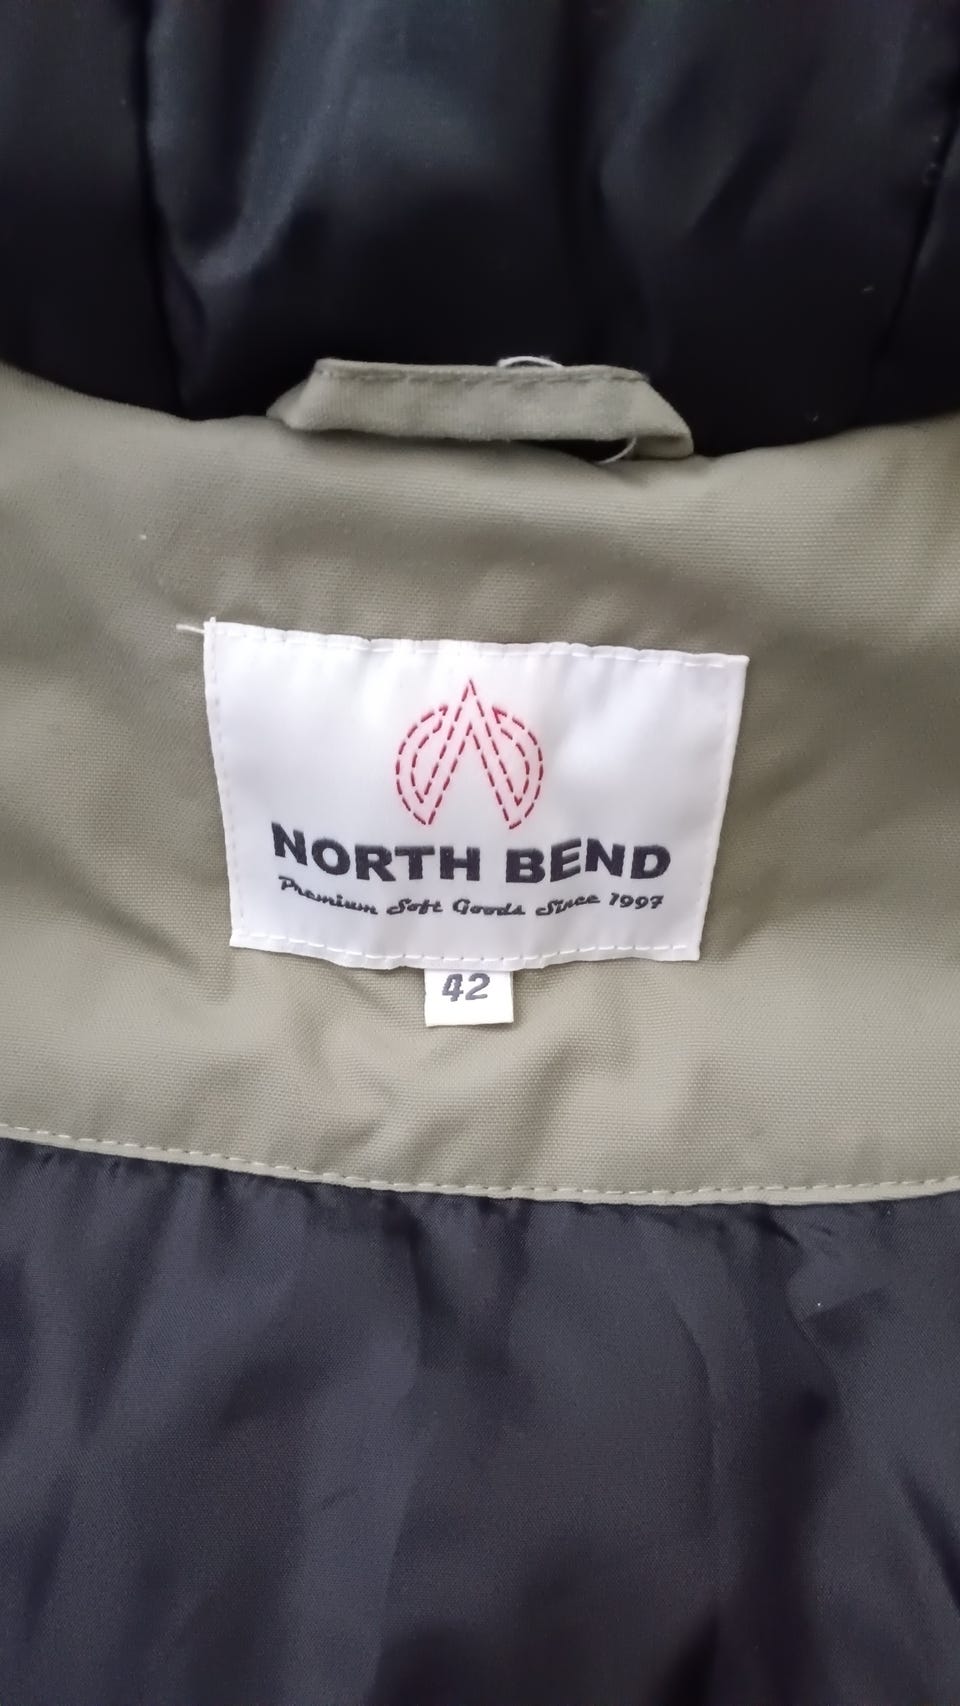 NORTH BEND
Premium Soft Goods Since 1997
42